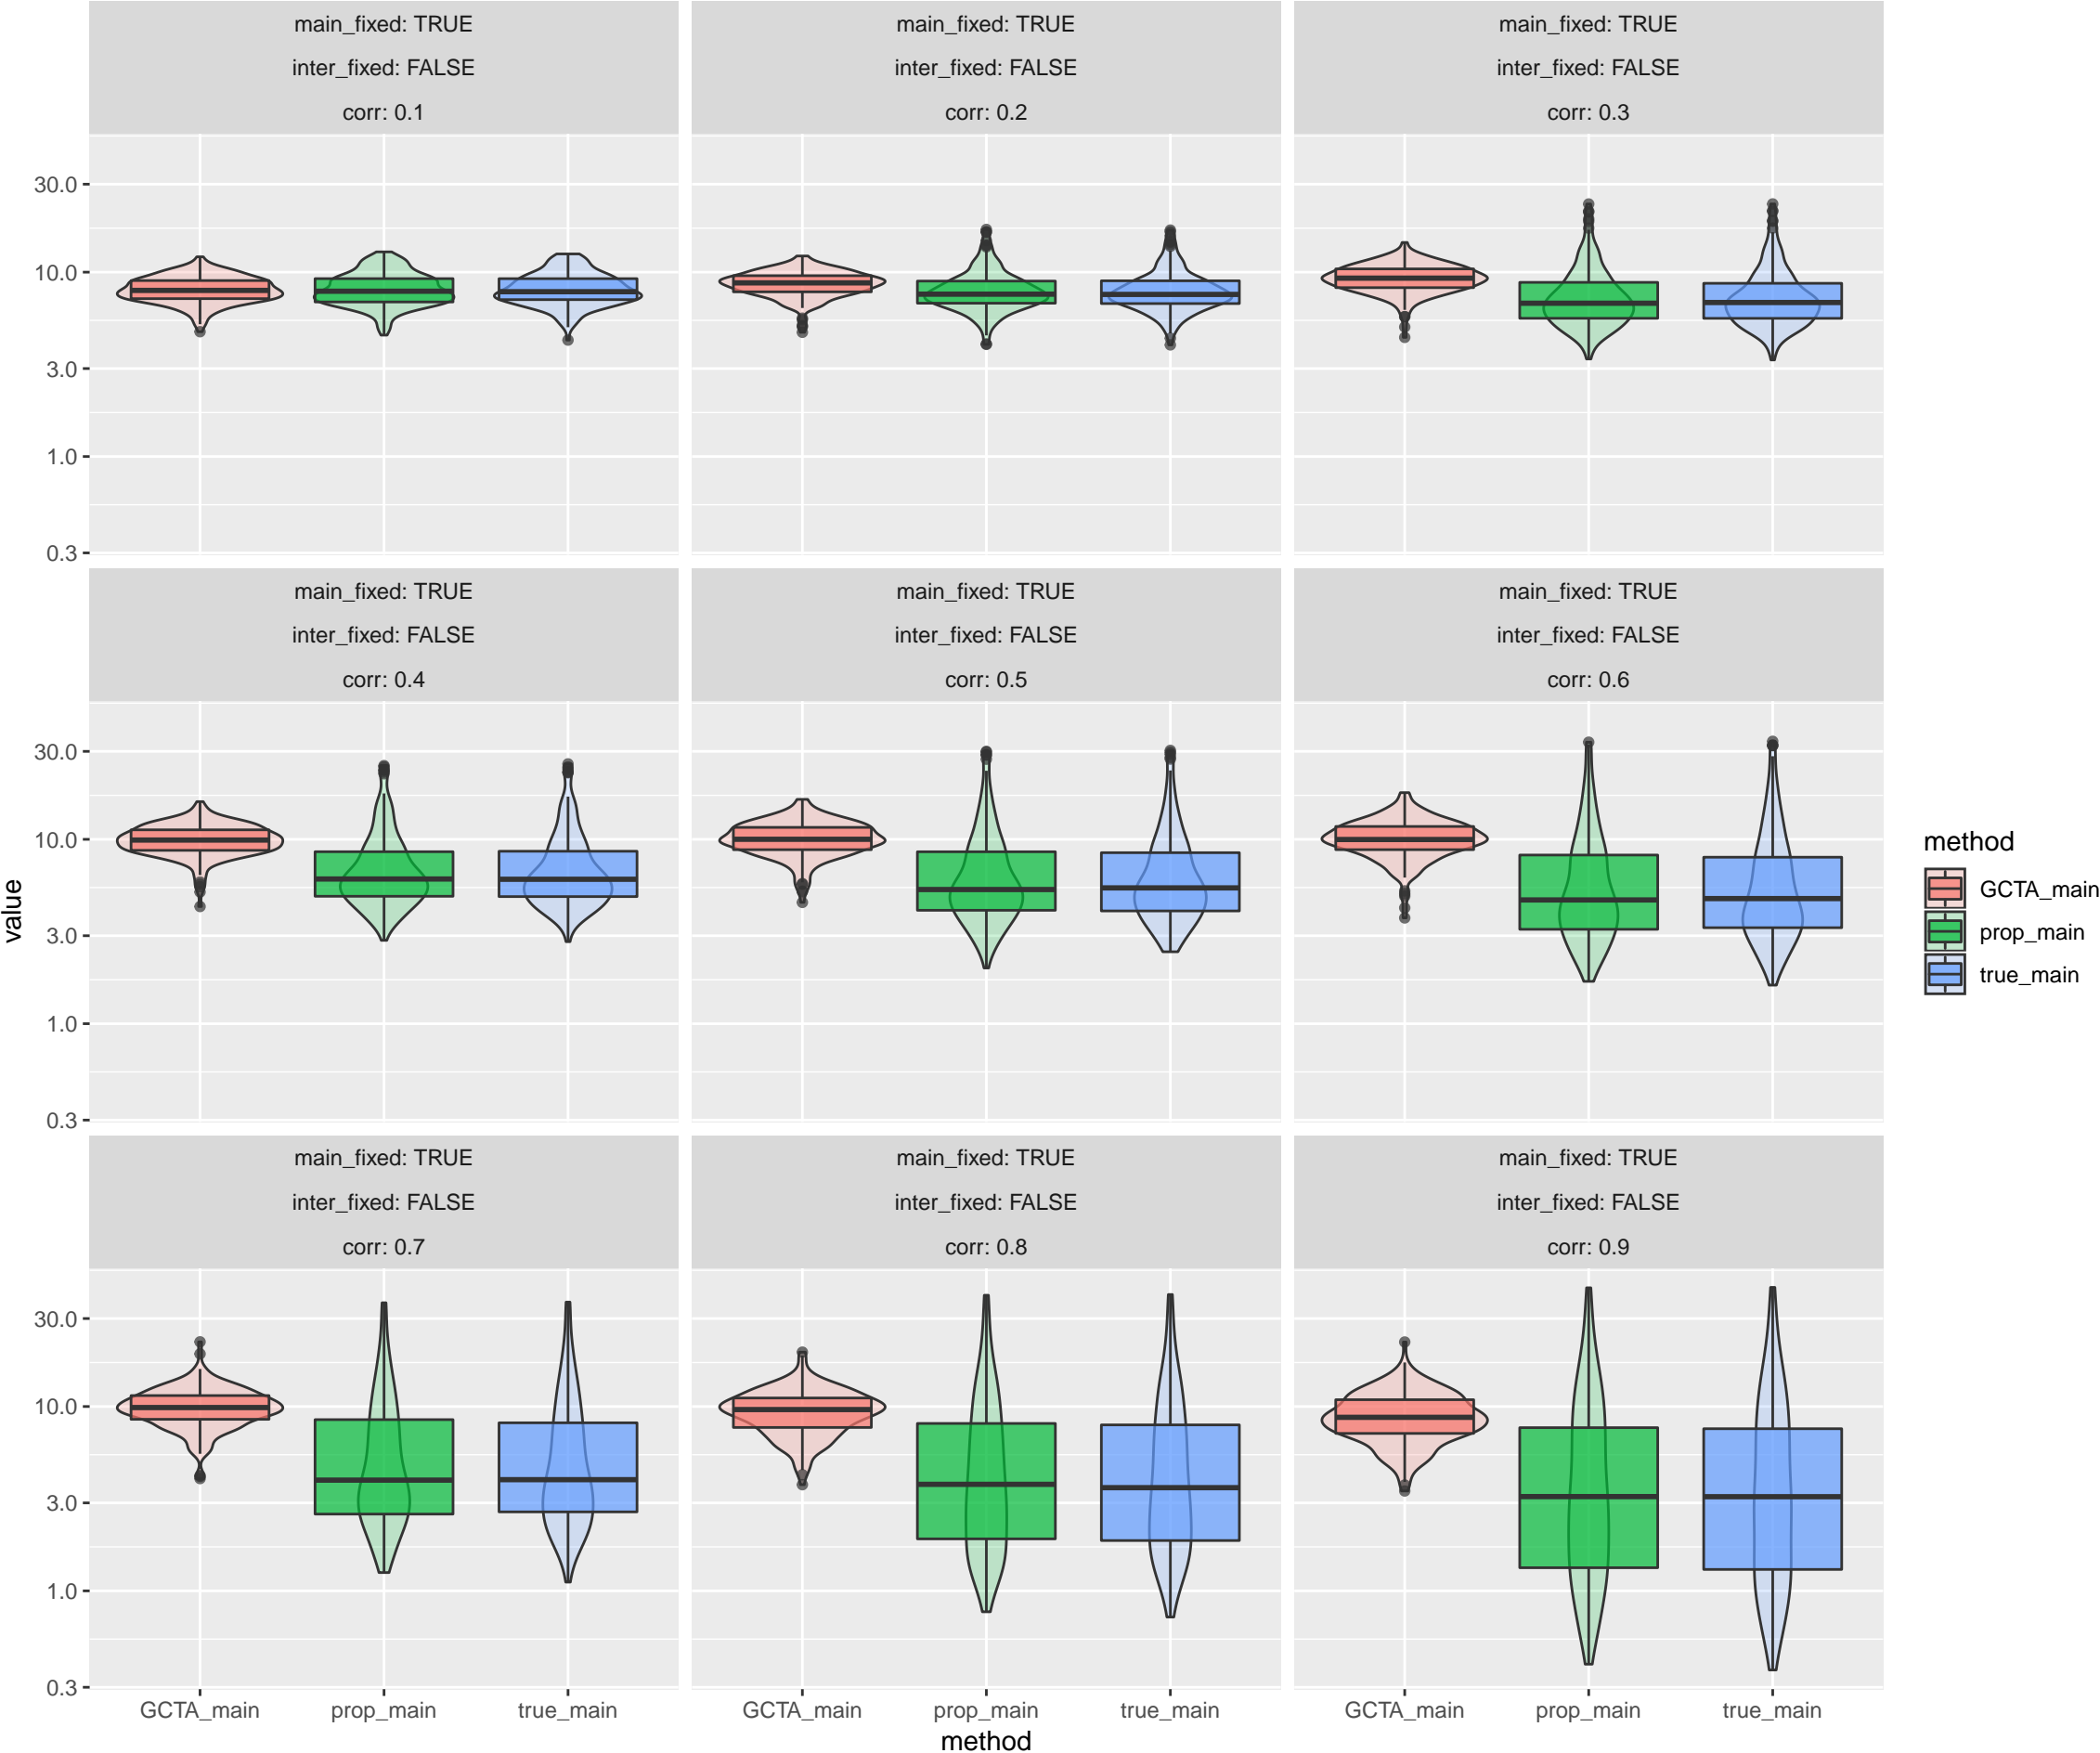 main_fixed: TRUE
main_fixed: TRUE
main_fixed: TRUE
inter_fixed: FALSE
inter_fixed: FALSE
inter_fixed: FALSE
corr: 0.1
corr: 0.2
corr: 0.3
30.0
10.0
3.0
1.0
0.3
main_fixed: TRUE
main_fixed: TRUE
main_fixed: TRUE
inter_fixed: FALSE
inter_fixed: FALSE
inter_fixed: FALSE
corr: 0.4
corr: 0.5
corr: 0.6
30.0
10.0
3.0
1.0
0.3
value
method
GCTA_main
prop_main
true_main
main_fixed: TRUE
main_fixed: TRUE
main_fixed: TRUE
inter_fixed: FALSE
inter_fixed: FALSE
inter_fixed: FALSE
corr: 0.7
corr: 0.8
corr: 0.9
30.0
10.0
3.0
1.0
0.3
GCTA_main
prop_main
true_main
GCTA_main
prop_main
true_main
GCTA_main
prop_main
true_main
method